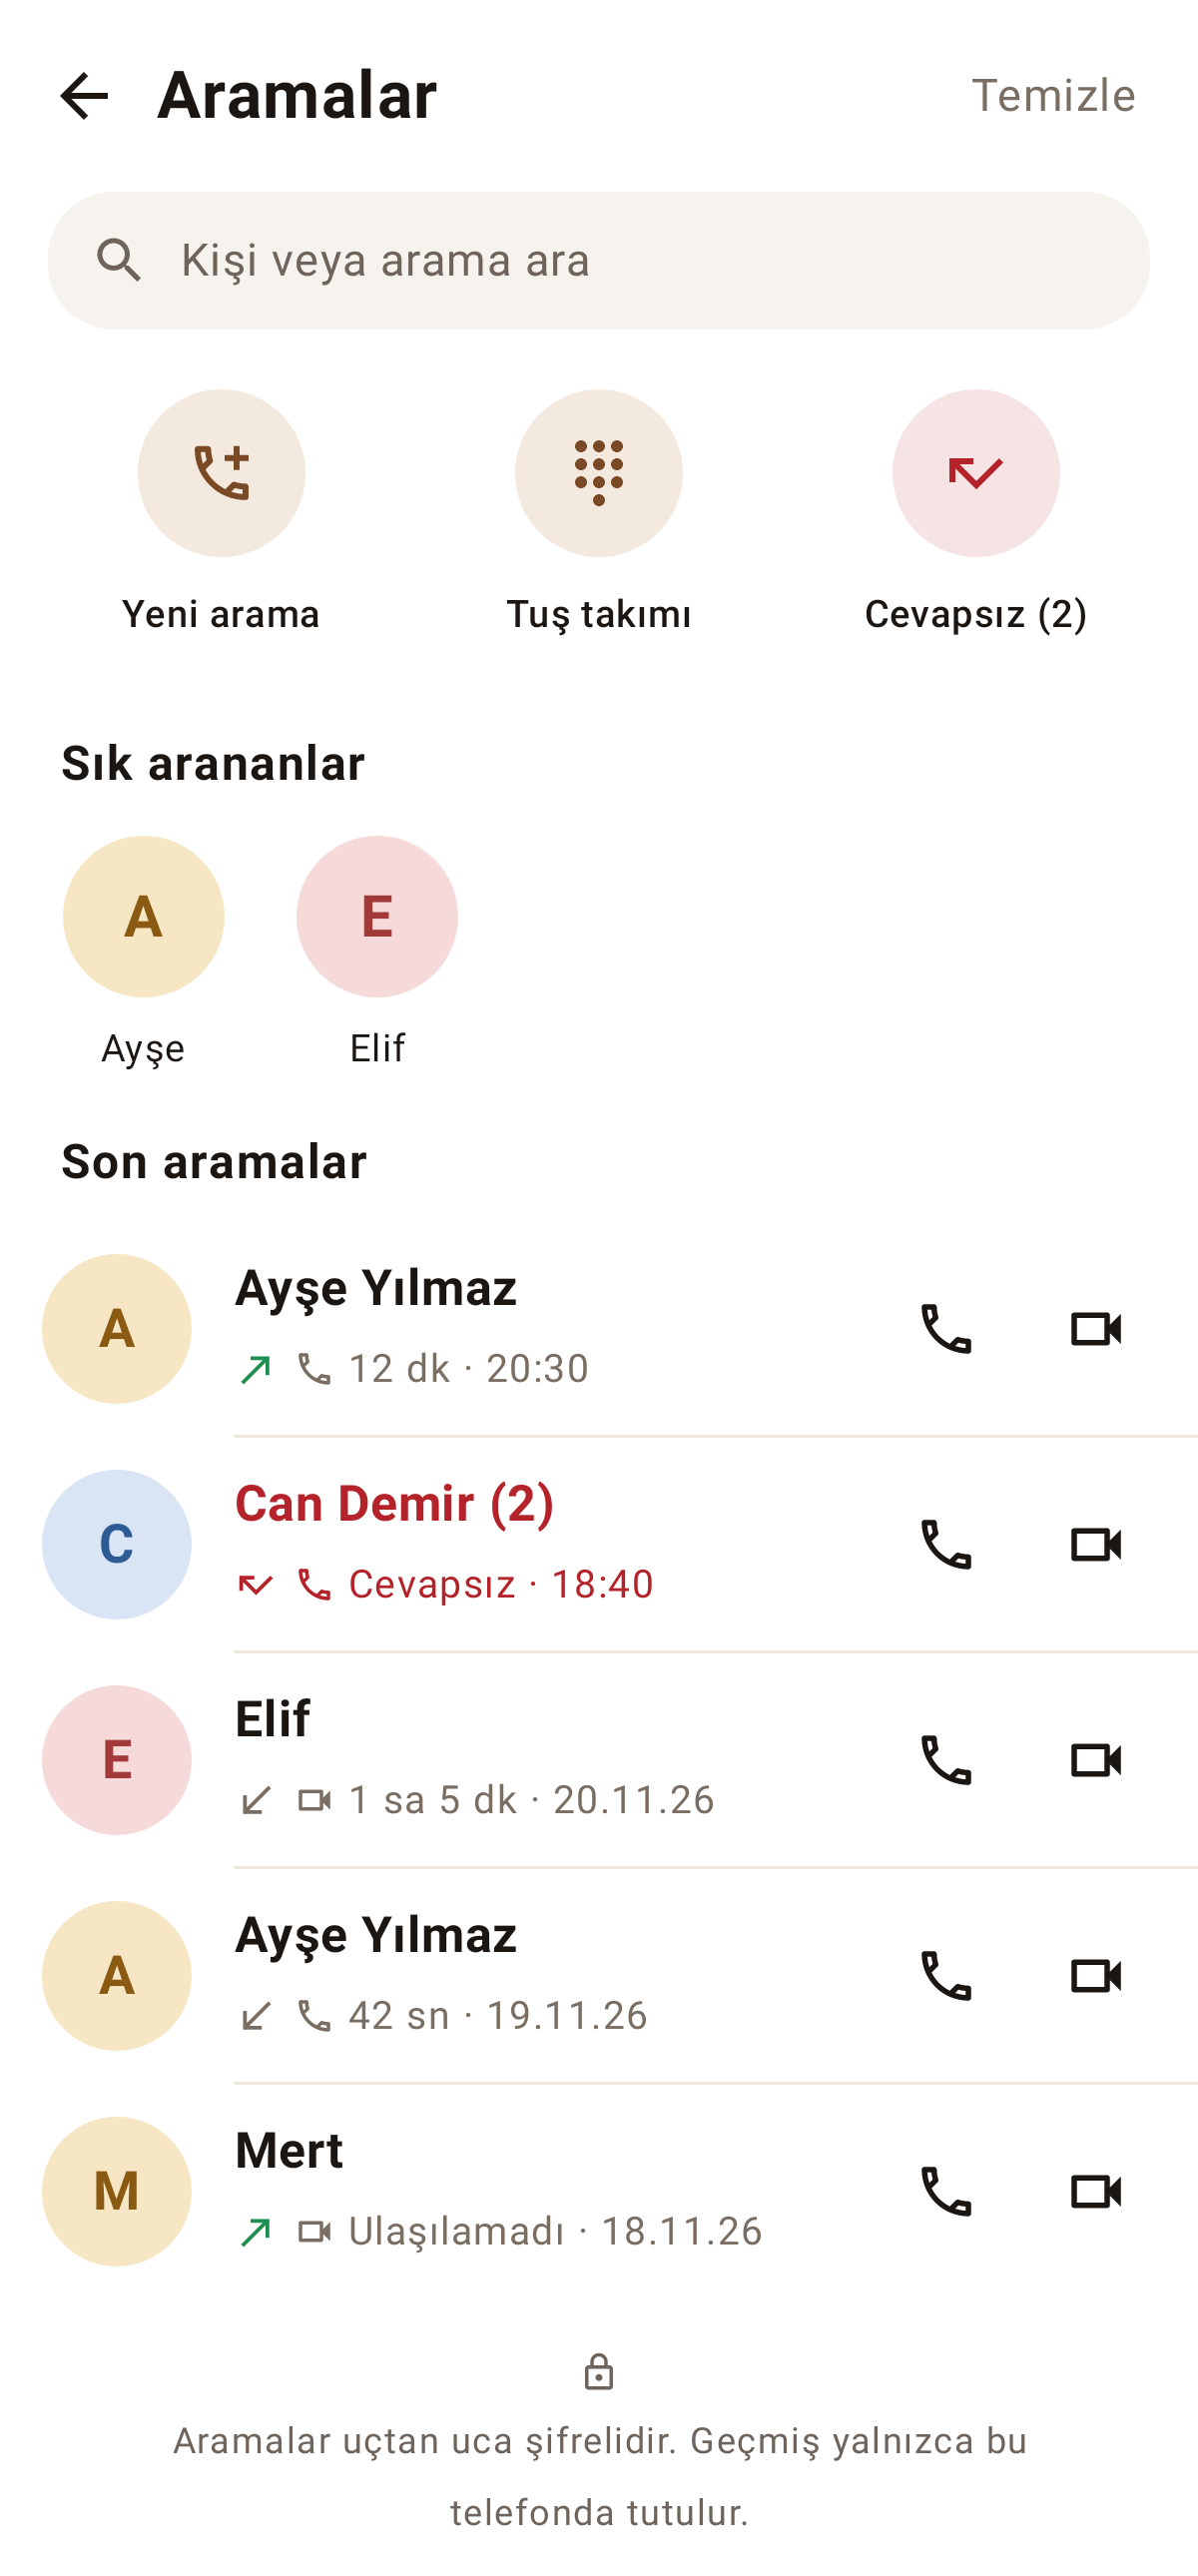 Aramalar
Temizle
Kişi veya arama ara
Yeni arama
Tuş takımı
Cevapsız (2)
Sık arananlar
A
E
Ayşe
Elif
Son aramalar
A
Ayşe Yılmaz
12 dk · 20:30
C
Can Demir (2)
Cevapsız · 18:40
E
Elif
1 sa 5 dk · 20.11.26
A
Ayşe Yılmaz
42 sn · 19.11.26
M
Mert
Ulaşılamadı · 18.11.26
Aramalar uçtan uca şifrelidir. Geçmiş yalnızca bu
telefonda tutulur.